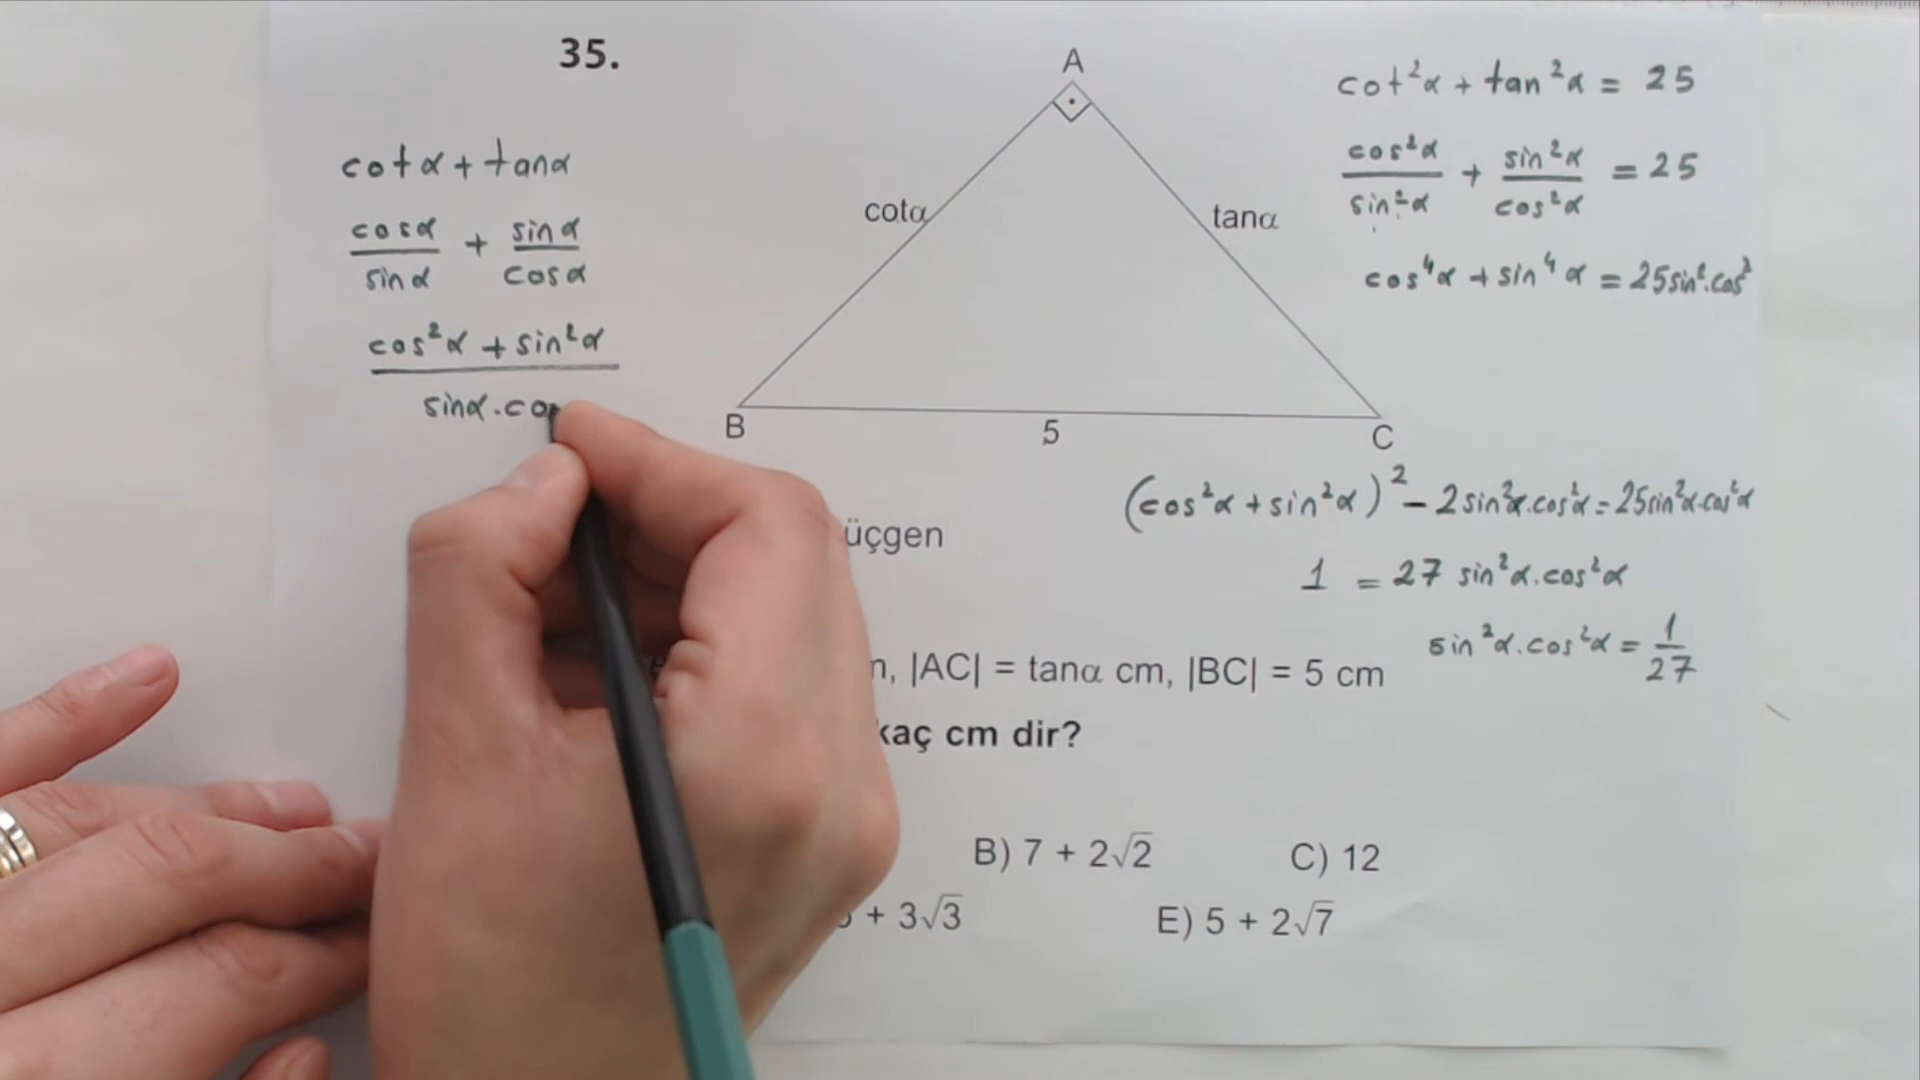 35.
cotα + tanα
cosα/sinα + sinα/cosα
cos²α + sin²α
sinα.co
A
cotα
tanα
B
5
C
cot²α + tan²α = 25
cos²α/sin²α + sin²α/cos²α = 25
cos⁴α + sin⁴α = 25sin².cos²
(cos²α + sin²α)² - 2sin²α.cos²α = 25sin²α.cos²α
1 = 27 sin²α.cos²α
sin²α.cos²α = 1/27
üçgen
, |AC| = tanα cm, |BC| = 5 cm
kaç cm dir?
B) 7 + 2√2
C) 12
+ 3√3
E) 5 + 2√7